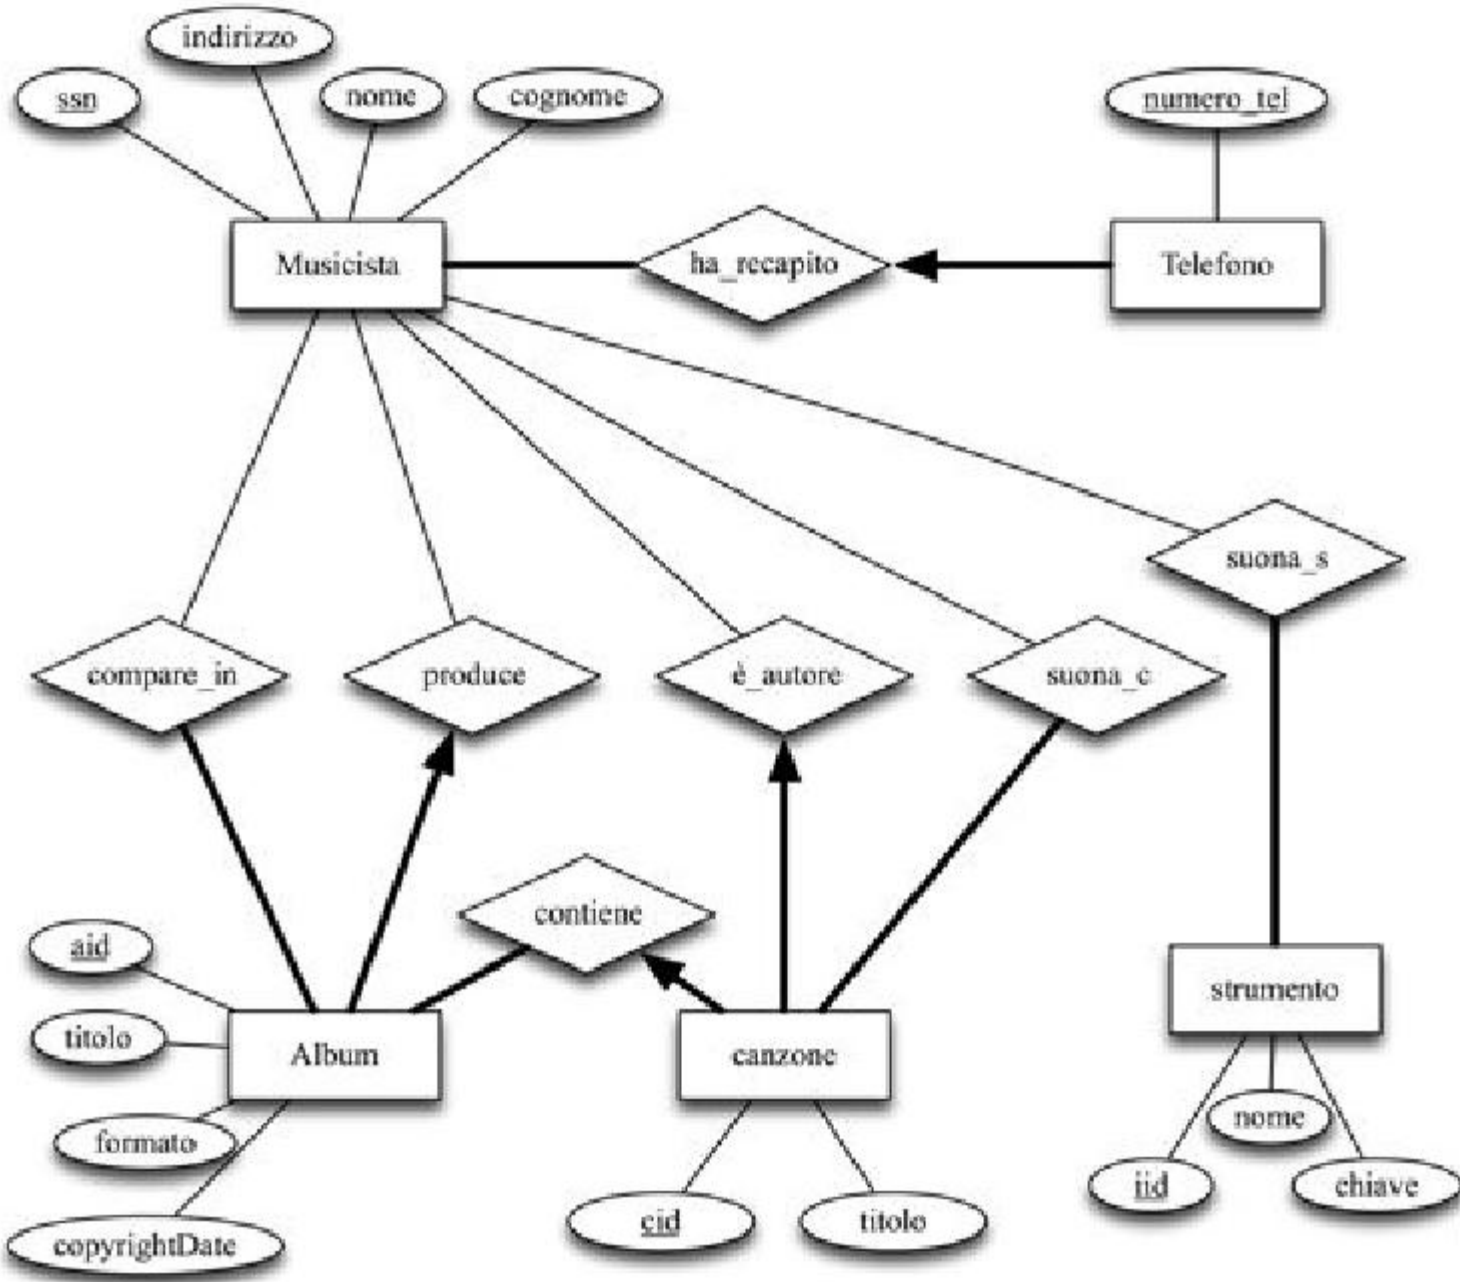 indirizzo
ssn
nome
cognome
numero_tel
Musicista
ha_recapito
Telefono
suona_s
compare_in
produce
è_autore
suona_c
contiene
aid
titolo
Album
canzone
strumento
formato
nome
iid
chiave
cid
titolo
copyrightDate